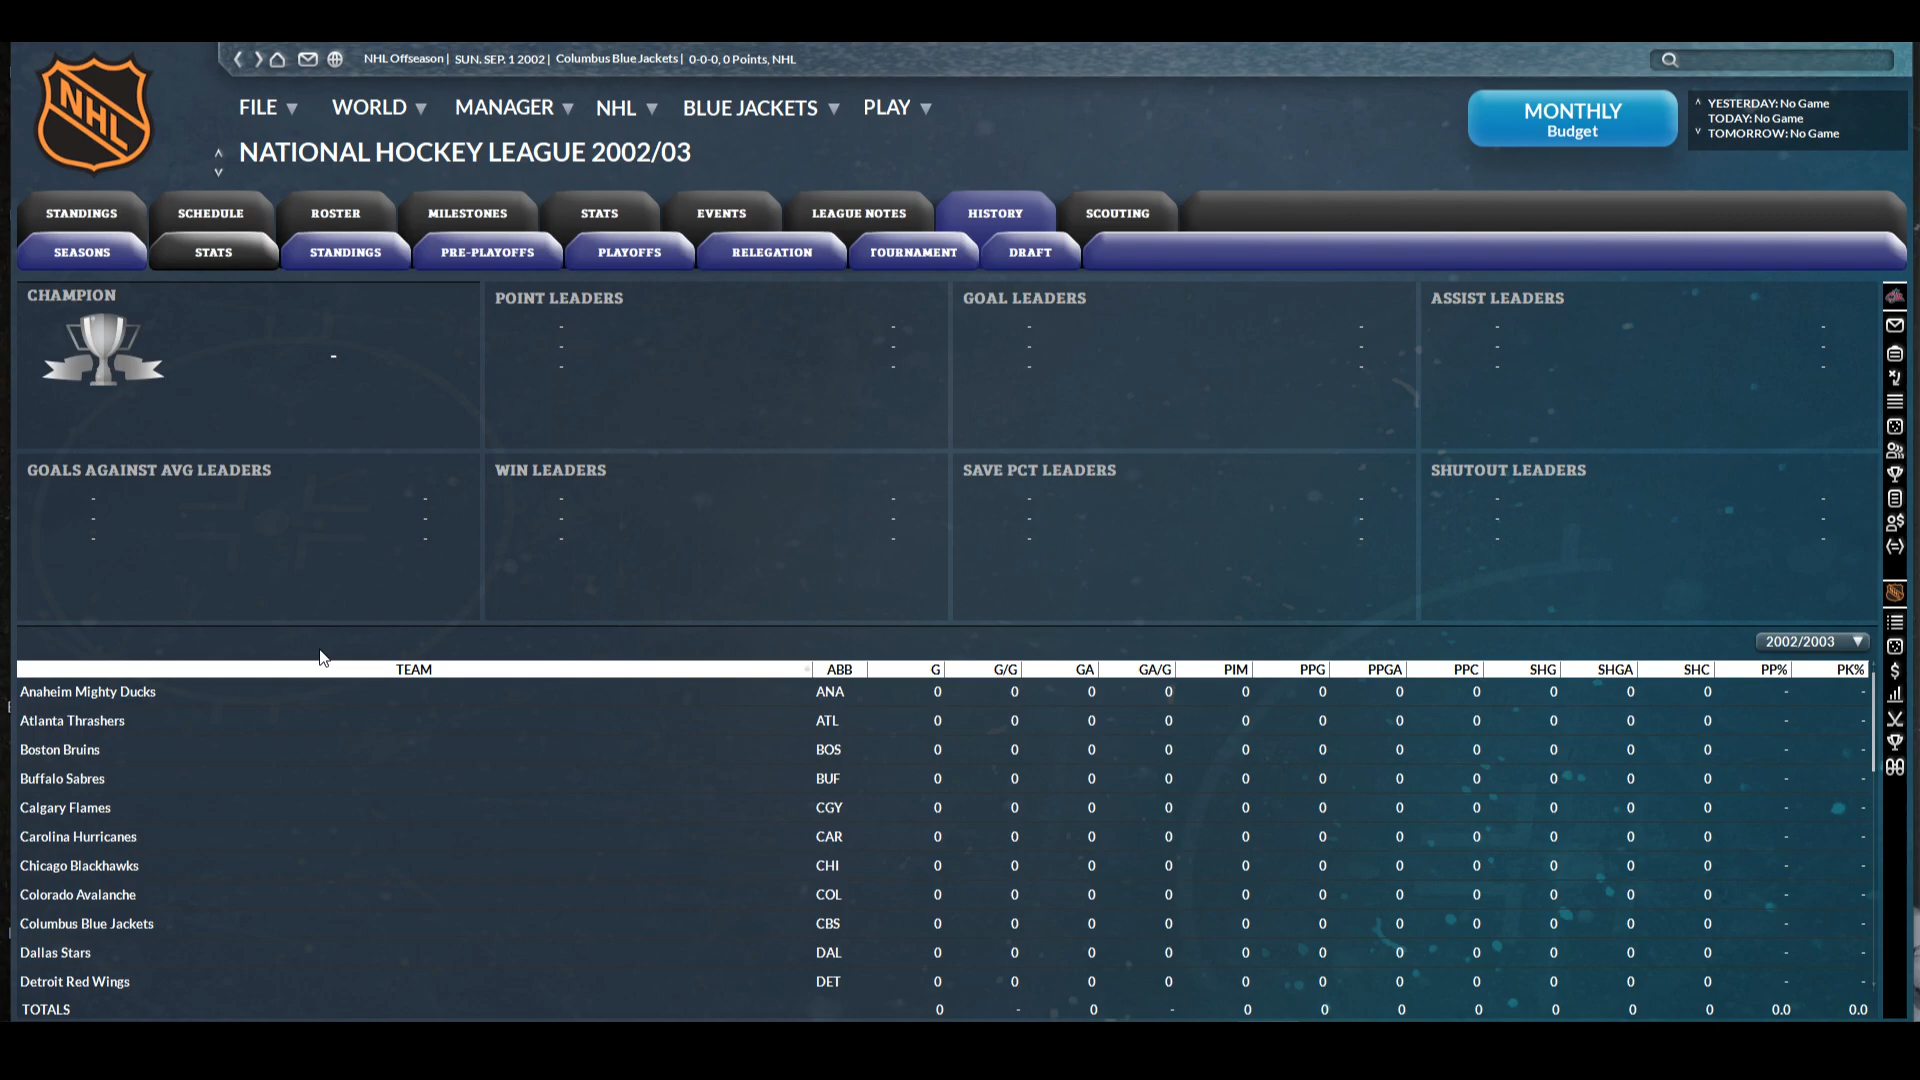 NHL
NHL Offseason | SUN. SEP. 1 2002 | Columbus Blue Jackets | 0-0-0, 0 Points, NHL
FILE WORLD MANAGER NHL BLUE JACKETS PLAY
NATIONAL HOCKEY LEAGUE 2002/03
MONTHLY
Budget
YESTERDAY: No Game
TODAY: No Game
TOMORROW: No Game
STANDINGS SCHEDULE ROSTER MILESTONES STATS EVENTS LEAGUE NOTES HISTORY SCOUTING
SEASONS STATS STANDINGS PRE-PLAYOFFS PLAYOFFS RELEGATION TOURNAMENT DRAFT
CHAMPION
-
POINT LEADERS
- -
- -
- -
GOAL LEADERS
- -
- -
- -
ASSIST LEADERS
- -
- -
- -
GOALS AGAINST AVG LEADERS
- -
- -
- -
WIN LEADERS
- -
- -
- -
SAVE PCT LEADERS
- -
- -
- -
SHUTOUT LEADERS
- -
- -
- -
2002/2003
TEAM ABB G G/G GA GA/G PIM PPG PPGA PPC SHG SHGA SHC PP% PK%
Anaheim Mighty Ducks ANA 0 0 0 0 0 0 0 0 0 0 0 - -
Atlanta Thrashers ATL 0 0 0 0 0 0 0 0 0 0 0 - -
Boston Bruins BOS 0 0 0 0 0 0 0 0 0 0 0 - -
Buffalo Sabres BUF 0 0 0 0 0 0 0 0 0 0 0 - -
Calgary Flames CGY 0 0 0 0 0 0 0 0 0 0 0 - -
Carolina Hurricanes CAR 0 0 0 0 0 0 0 0 0 0 0 - -
Chicago Blackhawks CHI 0 0 0 0 0 0 0 0 0 0 0 - -
Colorado Avalanche COL 0 0 0 0 0 0 0 0 0 0 0 - -
Columbus Blue Jackets CBS 0 0 0 0 0 0 0 0 0 0 0 - -
Dallas Stars DAL 0 0 0 0 0 0 0 0 0 0 0 - -
Detroit Red Wings DET 0 0 0 0 0 0 0 0 0 0 0 - -
TOTALS 0 - 0 - 0 0 0 0 0 0 0 0.0 0.0